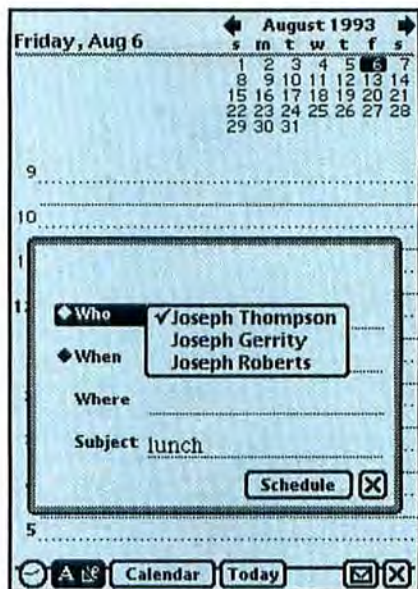 August 1993
Friday, Aug 6
s m t w t f s
1 2 3 4 5 6 7
8 9 10 11 12 13 14
15 16 17 18 19 20 21
22 23 24 25 26 27 28
29 30 31
9
10
1
1
Who
✓Joseph Thompson
Joseph Gerrity
Joseph Roberts
When
Where
Subject lunch
Schedule X
5
A Calendar Today X